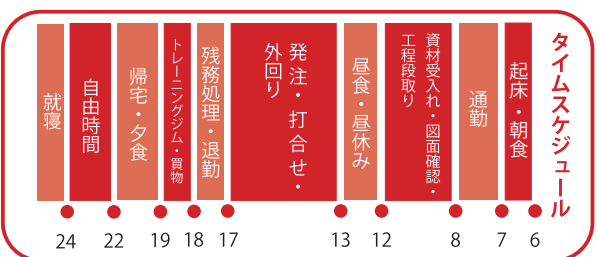 タイムスケジュール
起床・朝食
通勤
資材受入れ・図面確認・
工程段取り
昼食・昼休み
発注・打合せ・
外回り
残務処理・退勤
トレーニングジム・買物
帰宅・夕食
自由時間
就寝
24 22 19 18 17 13 12 8 7 6